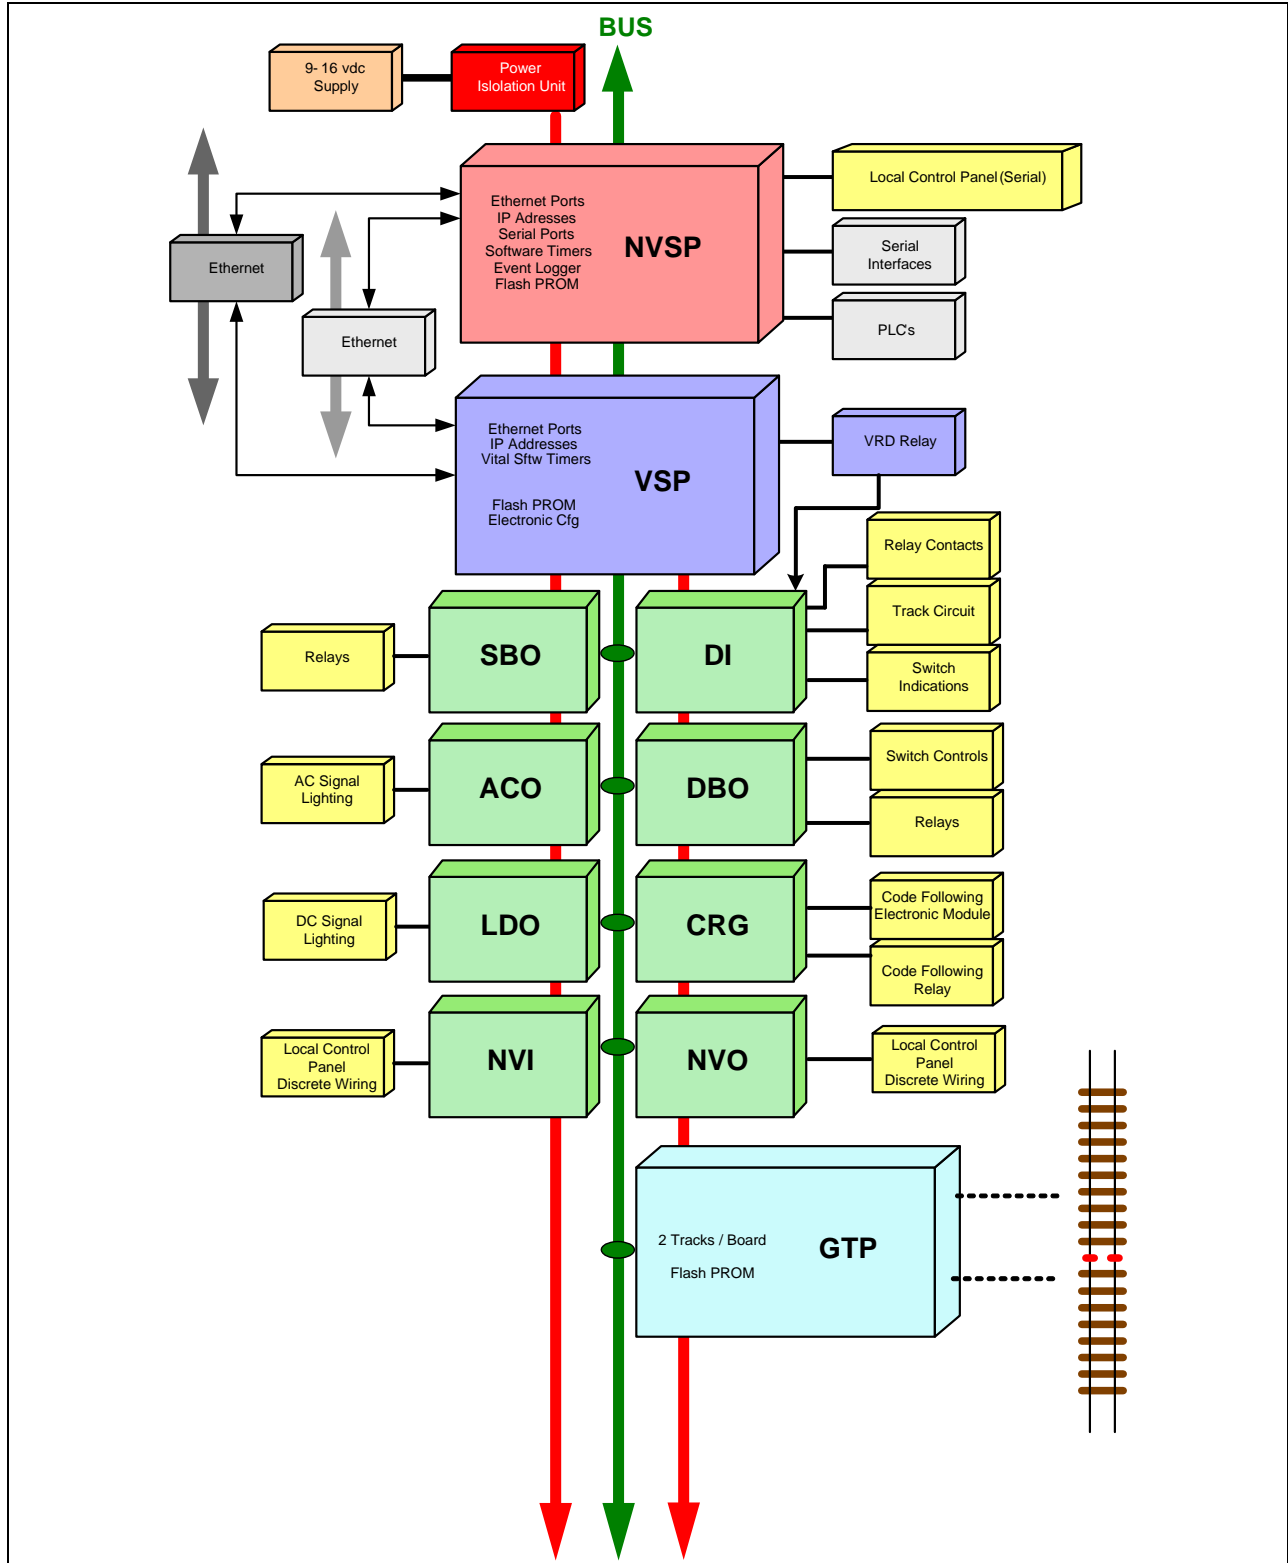 BUS
9- 16 vdc
Supply
Power
Islolation Unit
Ethernet Ports
IP Adresses
Serial Ports
Software Timers
Event Logger
Flash PROM
NVSP
Local Control Panel (Serial)
Serial
Interfaces
PLC's
Ethernet
Ethernet
Ethernet Ports
IP Addresses
Vital Sftw Timers
Flash PROM
Electronic Cfg
VSP
VRD Relay
Relay Contacts
Track Circuit
Switch
Indications
Relays
SBO
DI
AC Signal
Lighting
ACO
DBO
Switch Controls
Relays
DC Signal
Lighting
LDO
CRG
Code Following
Electronic Module
Code Following
Relay
Local Control
Panel
Discrete Wiring
NVI
NVO
Local Control
Panel
Discrete Wiring
2 Tracks / Board
Flash PROM
GTP